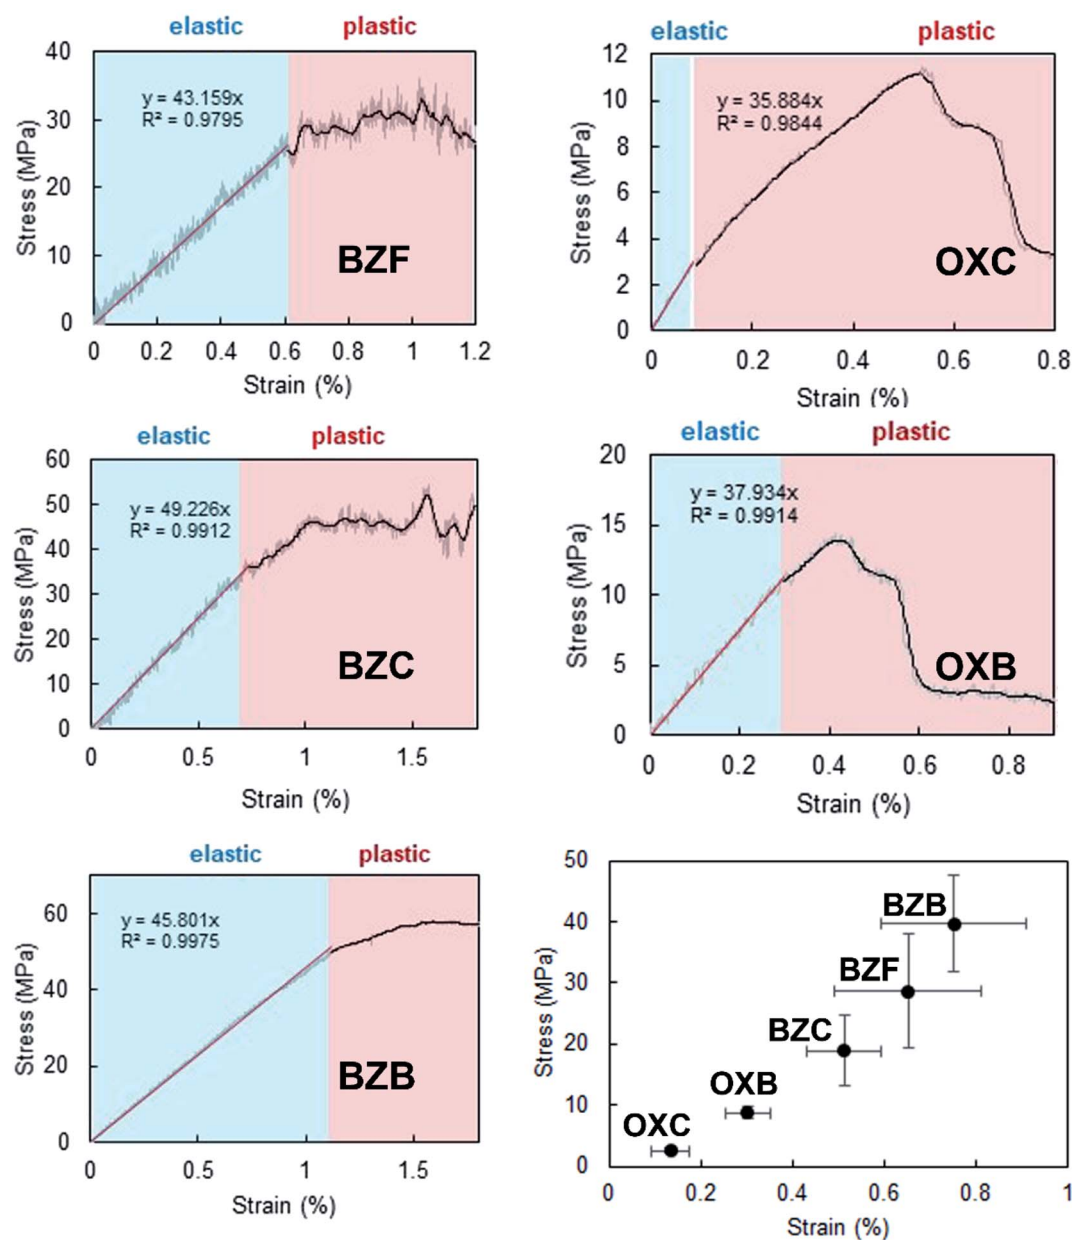 elastic plastic
40
30
20
10
0
Stress (MPa)
y = 43.159x
R² = 0.9795
BZF
0 0.2 0.4 0.6 0.8 1 1.2
Strain (%)
elastic plastic
12
10
8
6
4
2
0
Stress (MPa)
y = 35.884x
R² = 0.9844
OXC
0 0.2 0.4 0.6 0.8
Strain (%)
elastic plastic
60
50
40
30
20
10
0
Stress (MPa)
y = 49.226x
R² = 0.9912
BZC
0 0.5 1 1.5
Strain (%)
elastic plastic
20
15
10
5
0
Stress (MPa)
y = 37.934x
R² = 0.9914
OXB
0 0.2 0.4 0.6 0.8
Strain (%)
elastic plastic
60
40
20
0
Stress (MPa)
y = 45.801x
R² = 0.9975
BZB
0 0.5 1 1.5
Strain (%)
50
40
30
20
10
0
Stress (MPa)
BZB
BZF
BZC
OXB
OXC
0 0.2 0.4 0.6 0.8 1
Strain (%)